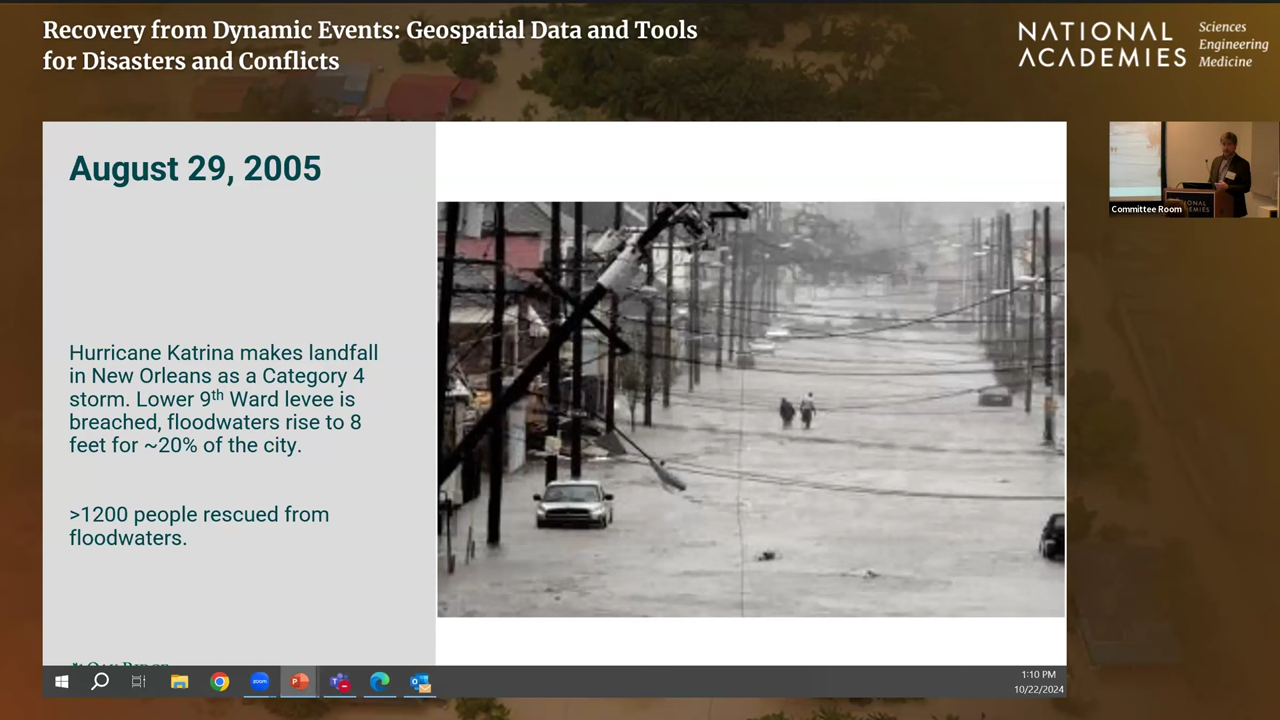 Recovery from Dynamic Events: Geospatial Data and Tools
for Disasters and Conflicts
NATIONAL
ACADEMIES
Sciences
Engineering
Medicine
August 29, 2005
Hurricane Katrina makes landfall
in New Orleans as a Category 4
storm. Lower 9th Ward levee is
breached, floodwaters rise to 8
feet for ~20% of the city.
>1200 people rescued from
floodwaters.
Committee Room
zoom
1:10 PM
10/22/2024